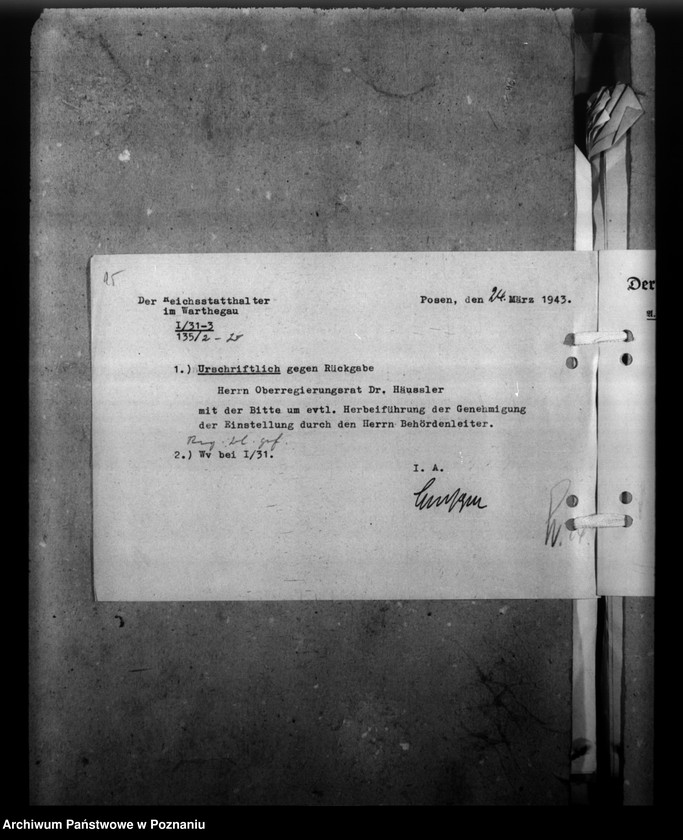 25
Der Reichsstatthalter
im Warthegau
I/31-3
135/2 - 25
Posen, den 24. März 1943.
1.) Urschriftlich gegen Rückgabe
Herrn Oberregierungsrat Dr. Häussler
mit der Bitte um evtl. Herbeiführung der Genehmigung
der Einstellung durch den Herrn Behördenleiter.
2.) Wv bei I/31.
I. A.
Der
Archiwum Państwowe w Poznaniu